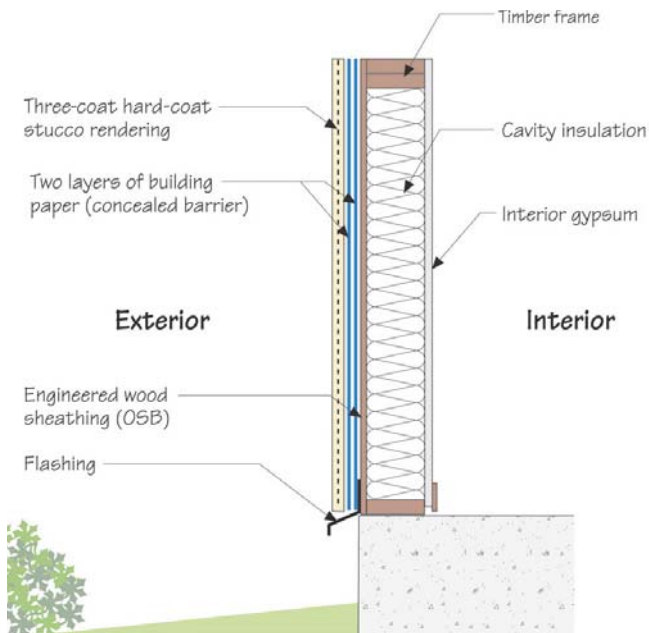 Timber frame
Three-coat hard-coat
stucco rendering
Cavity insulation
Two layers of building
paper (concealed barrier)
Interior gypsum
Exterior
Interior
Engineered wood
sheathing (OSB)
Flashing